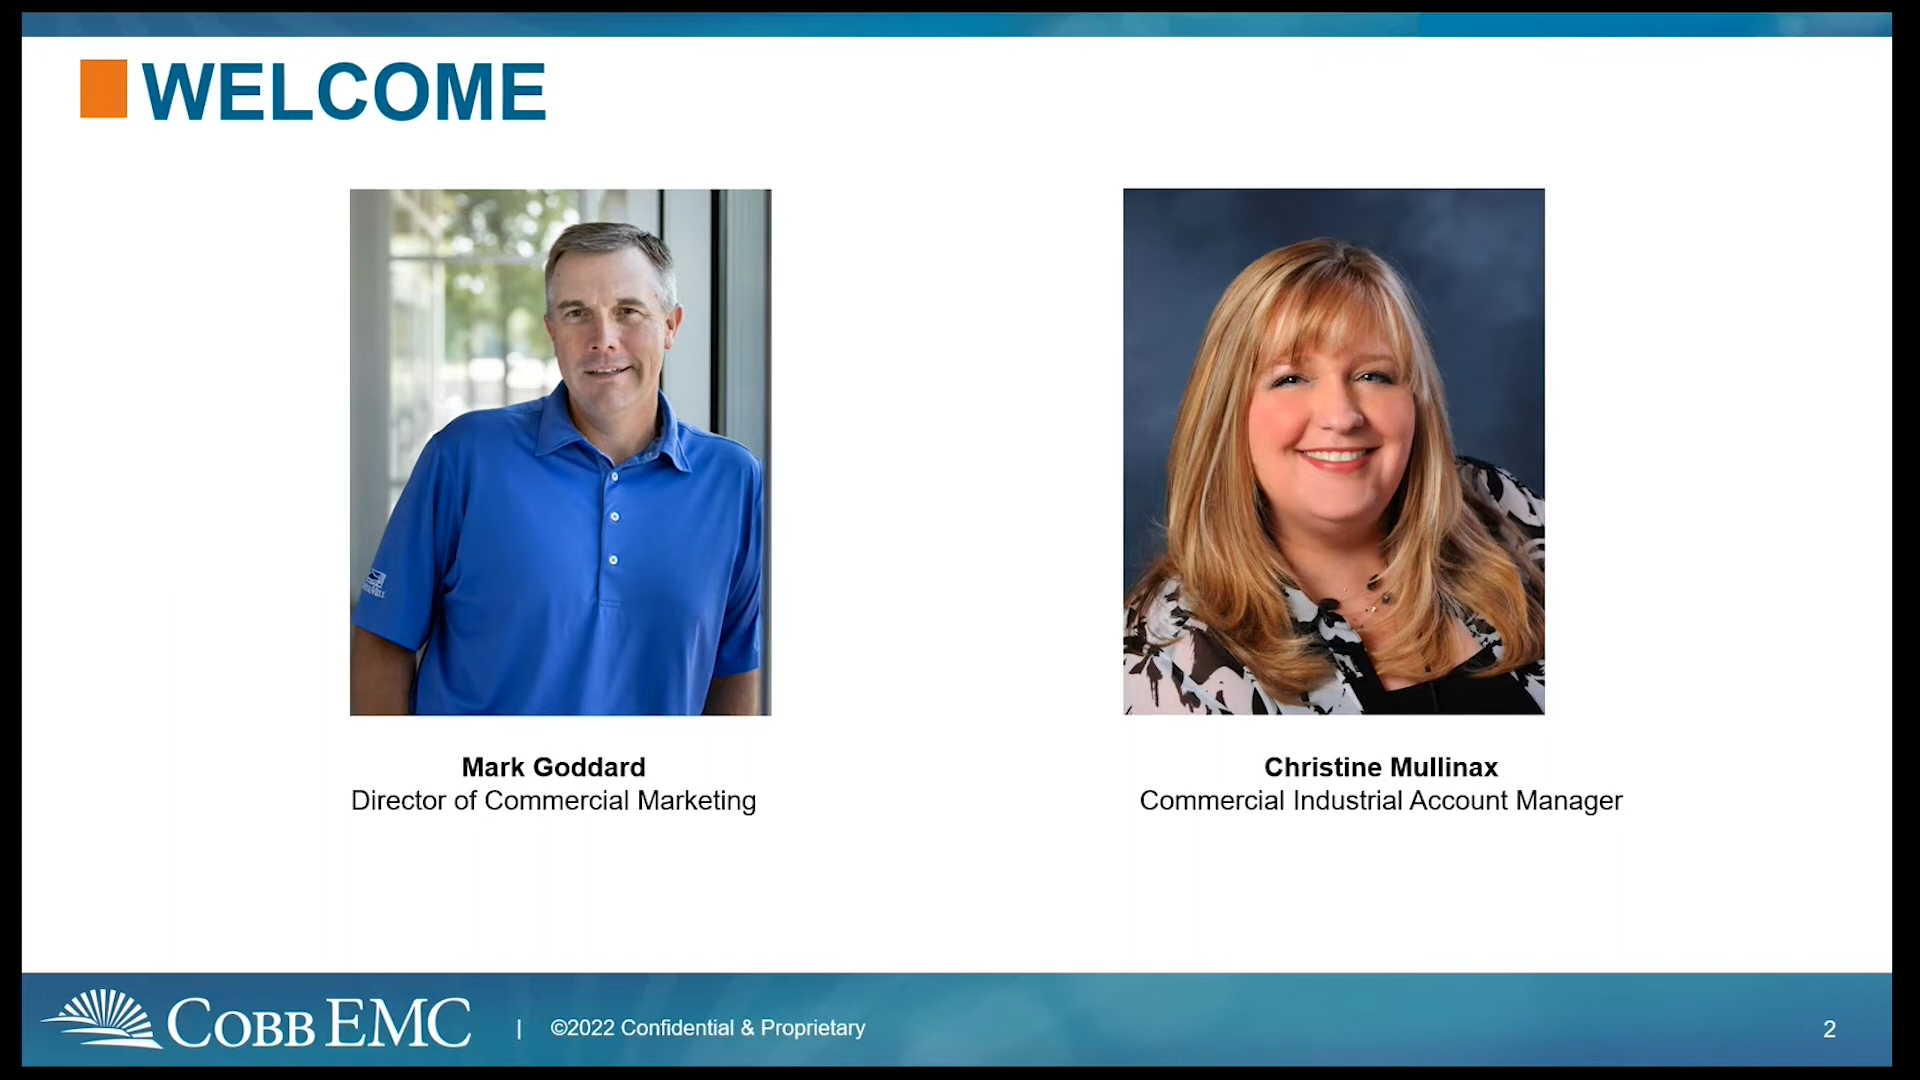 WELCOME
Mark Goddard
Director of Commercial Marketing
Christine Mullinax
Commercial Industrial Account Manager
COBB EMC
| ©2022 Confidential & Proprietary
2